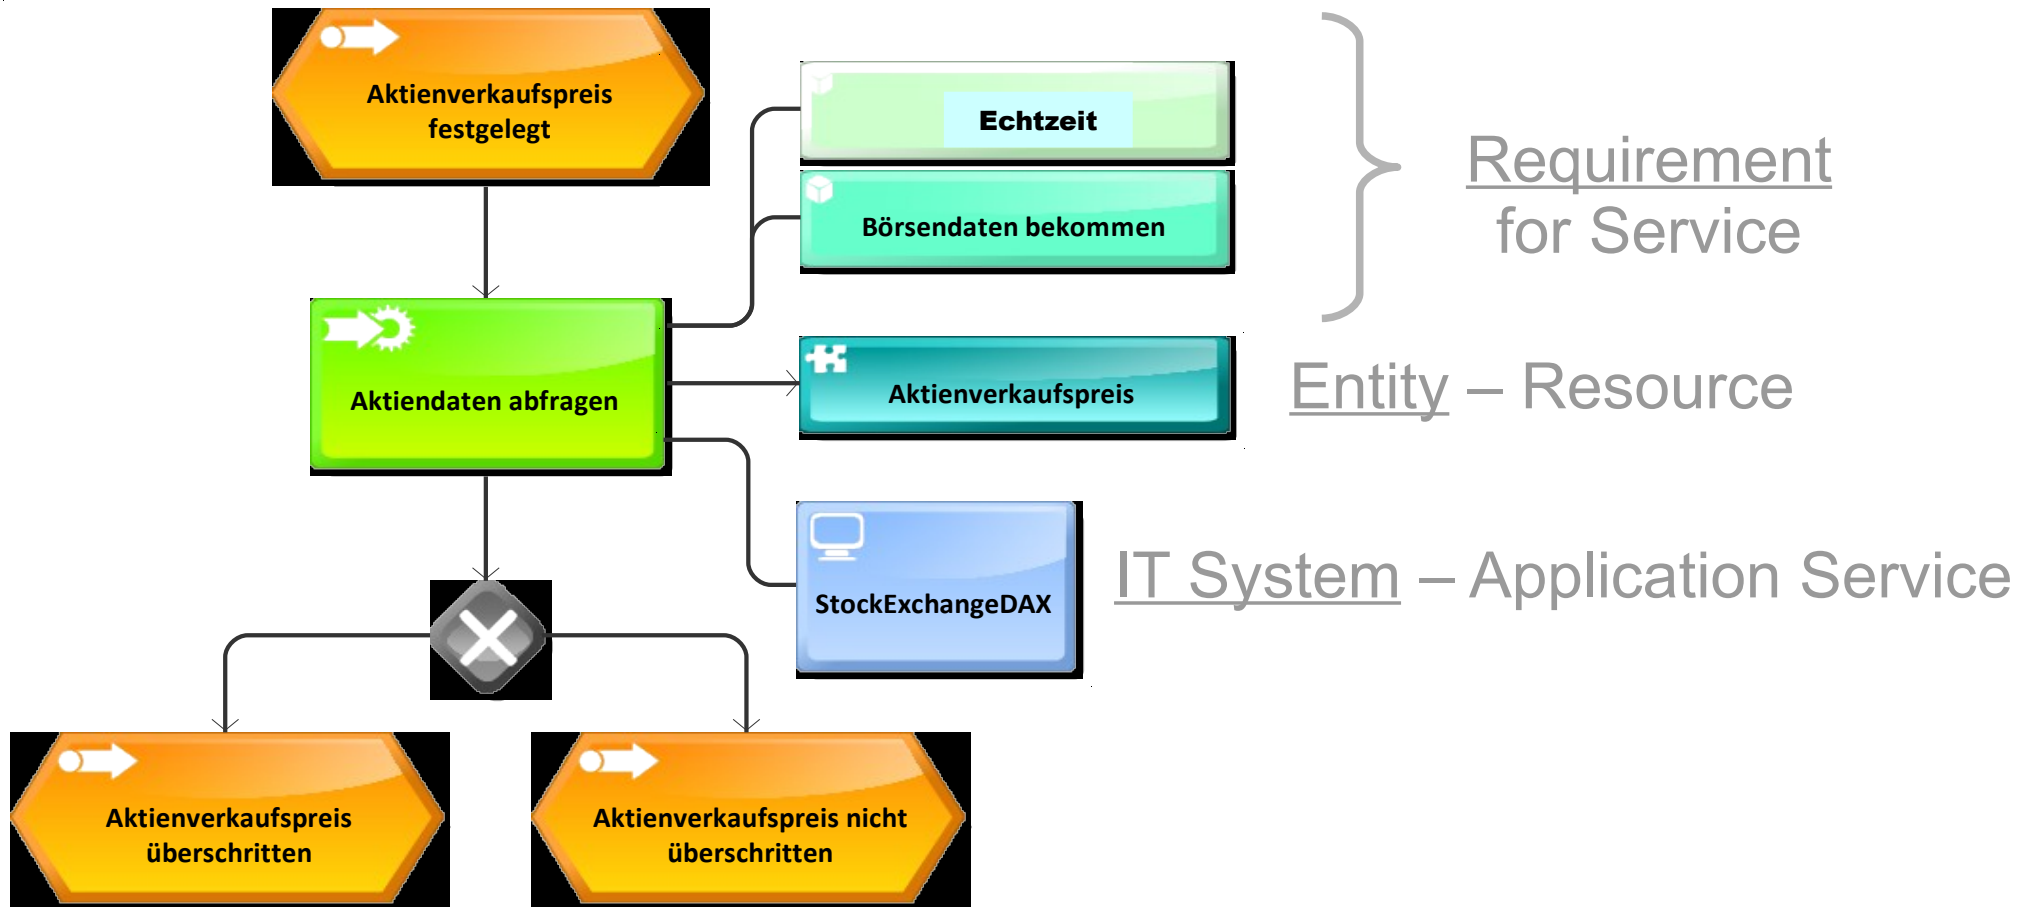 Aktienverkaufspreis
festgelegt
Echtzeit
Börsendaten bekommen
Requirement
for Service
Aktiendaten abfragen
Aktienverkaufspreis
Entity – Resource
StockExchangeDAX
IT System – Application Service
Aktienverkaufspreis
überschritten
Aktienverkaufspreis nicht
überschritten